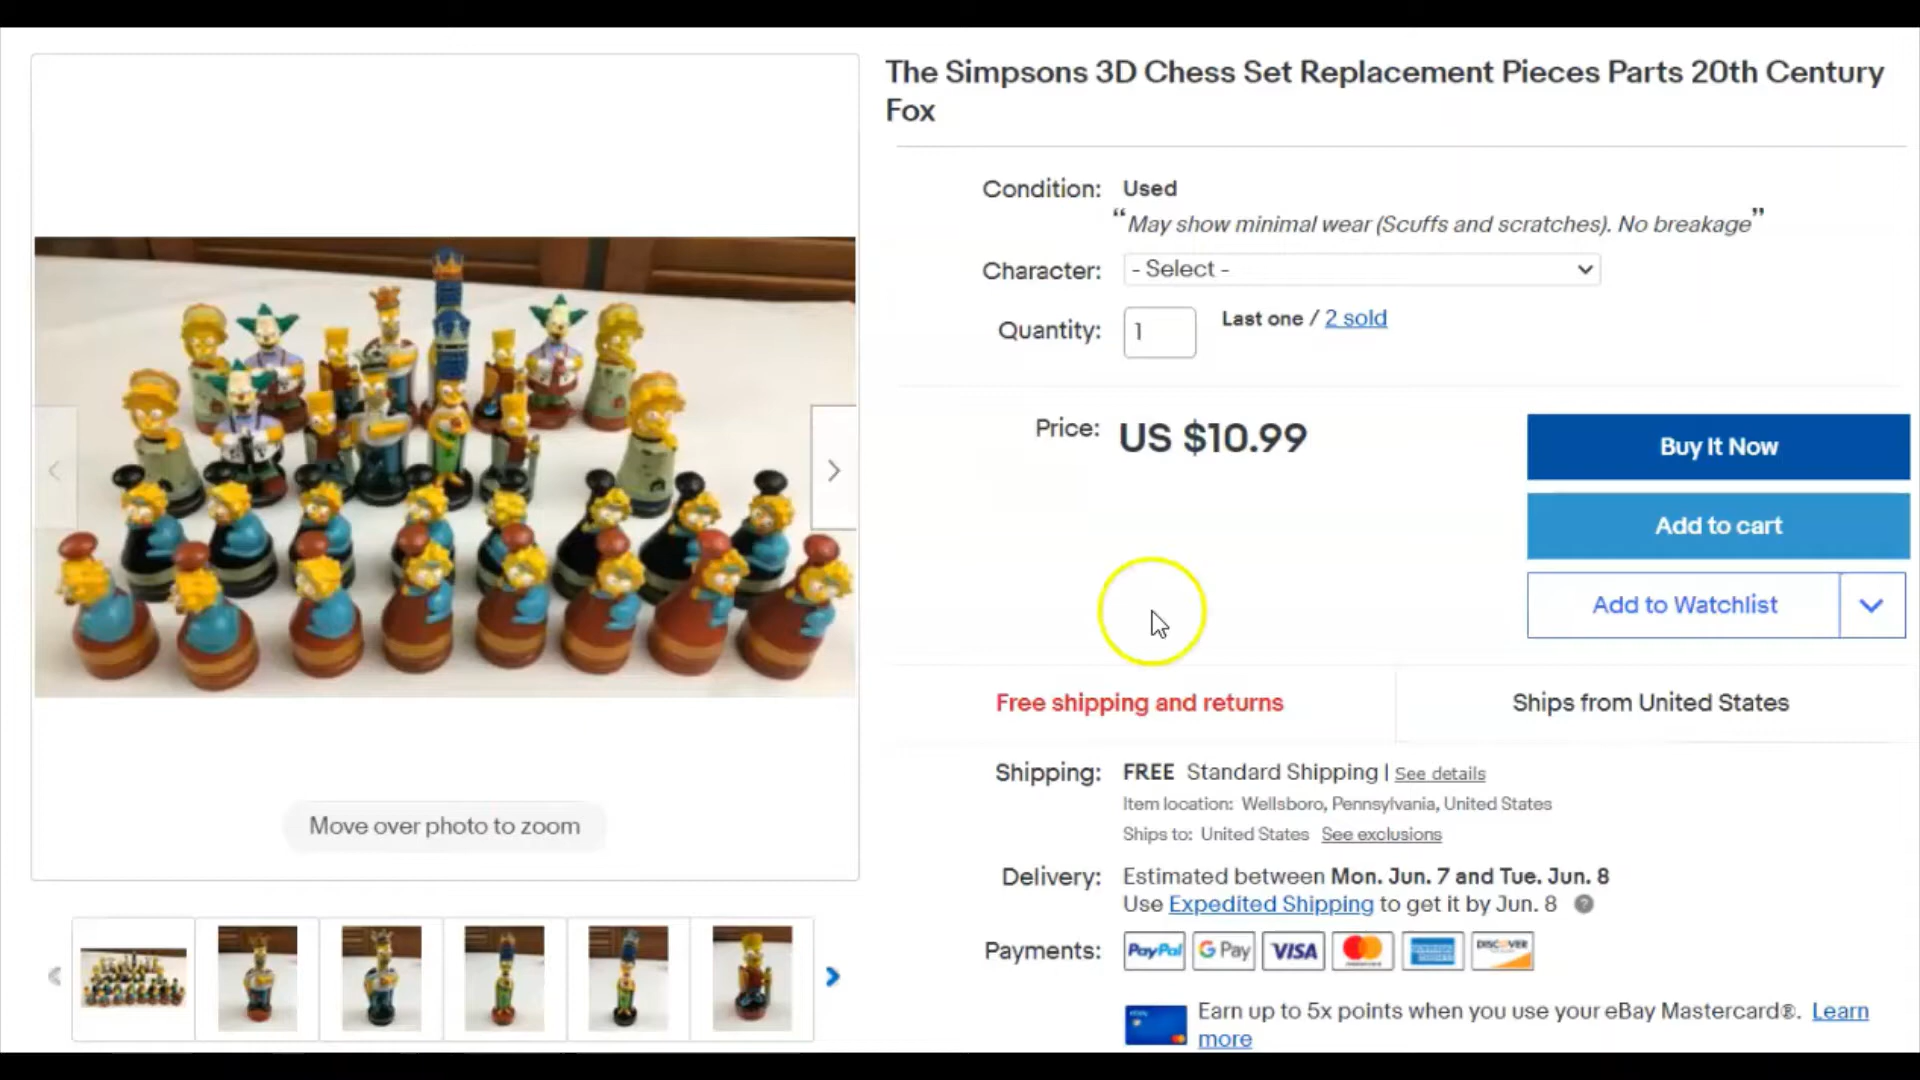 The Simpsons 3D Chess Set Replacement Pieces Parts 20th Century
Fox
Condition: Used
“May show minimal wear (Scuffs and scratches). No breakage”
Character: - Select -
Quantity: 1 Last one / 2 sold
Price: US $10.99
Buy It Now
Add to cart
Add to Watchlist
Free shipping and returns
Ships from United States
Shipping: FREE Standard Shipping | See details
Item location: Wellsboro, Pennsylvania, United States
Ships to: United States See exclusions
Delivery: Estimated between Mon. Jun. 7 and Tue. Jun. 8
Use Expedited Shipping to get it by Jun. 8 ?
Payments: PayPal G Pay VISA DISCOVER
Earn up to 5x points when you use your eBay Mastercard®. Learn
more
Move over photo to zoom